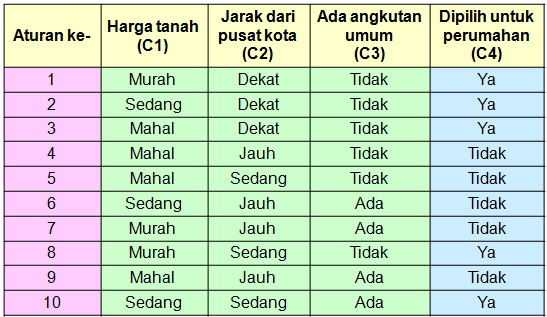 Aturan ke- Harga tanah (C1) Jarak dari pusat kota (C2) Ada angkutan umum (C3) Dipilih untuk perumahan (C4)
1 Murah Dekat Tidak Ya
2 Sedang Dekat Tidak Ya
3 Mahal Dekat Tidak Ya
4 Mahal Jauh Tidak Tidak
5 Mahal Sedang Tidak Tidak
6 Sedang Jauh Ada Tidak
7 Murah Jauh Ada Tidak
8 Murah Sedang Tidak Ya
9 Mahal Jauh Ada Tidak
10 Sedang Sedang Ada Ya